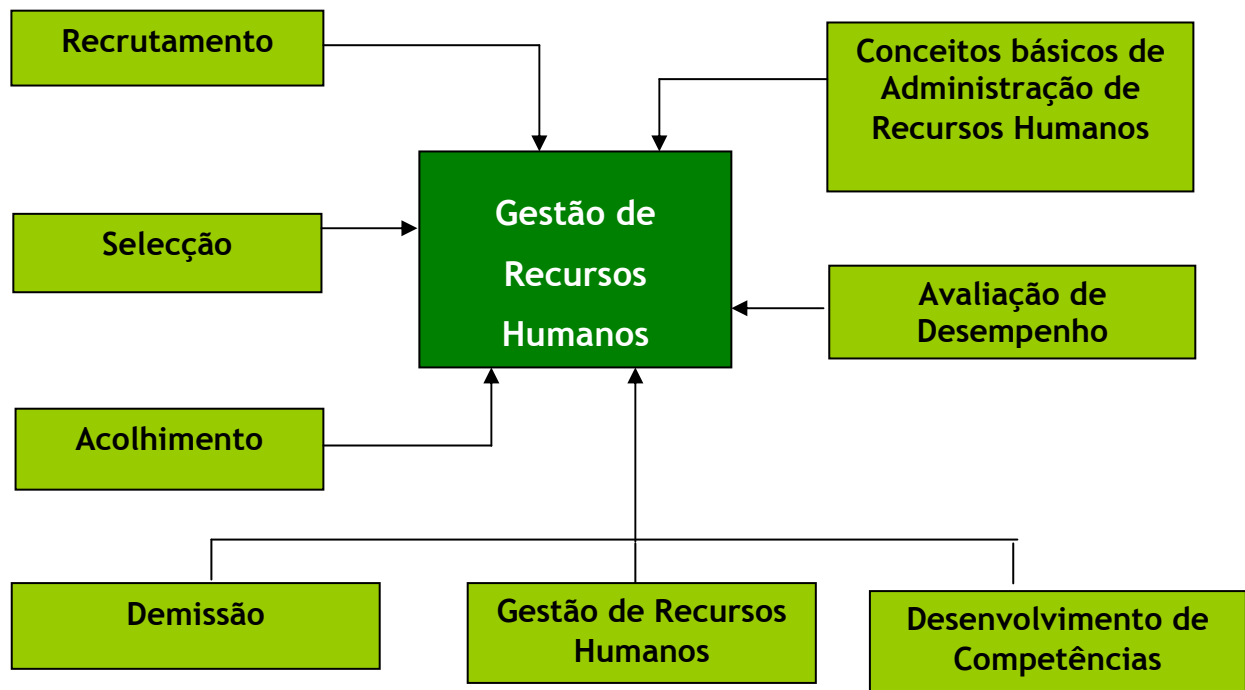 Recrutamento
Conceitos básicos de
Administração de
Recursos Humanos
Gestão de
Recursos
Humanos
Selecção
Avaliação de
Desempenho
Acolhimento
Demissão
Gestão de Recursos
Humanos
Desenvolvimento de
Competências